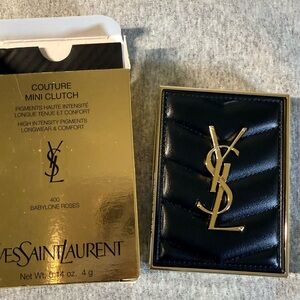 COUTURE
MINI CLUTCH
PIGMENTS HAUTE INTENSITÉ
LONGUE TENUE ET CONFORT
HIGH INTENSITY PIGMENTS
LONGWEAR & COMFORT
YSL
400
BABYLONE ROSES
YVESSAINTLAURENT
Net Wt. 0.14 oz. 4 g
YSL